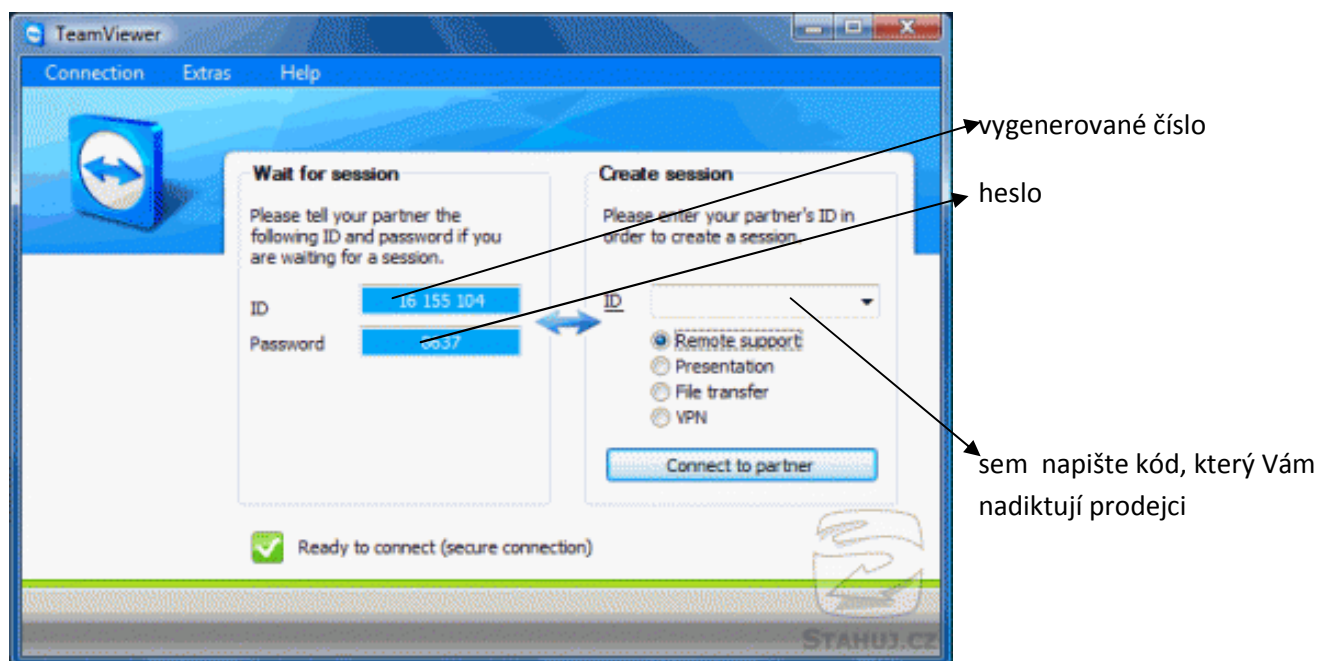 TeamViewer
Connection Extras Help
vygenerované číslo
heslo
Wait for session
Please tell your partner the
following ID and password if you
are waiting for a session.
ID 16 155 104
Password 8637
Create session
Please enter your partner's ID in
order to create a session.
ID
Remote support
Presentation
File transfer
VPN
Connect to partner
sem napište kód, který Vám
nadiktují prodejci
Ready to connect (secure connection)
STAHUJ.CZ